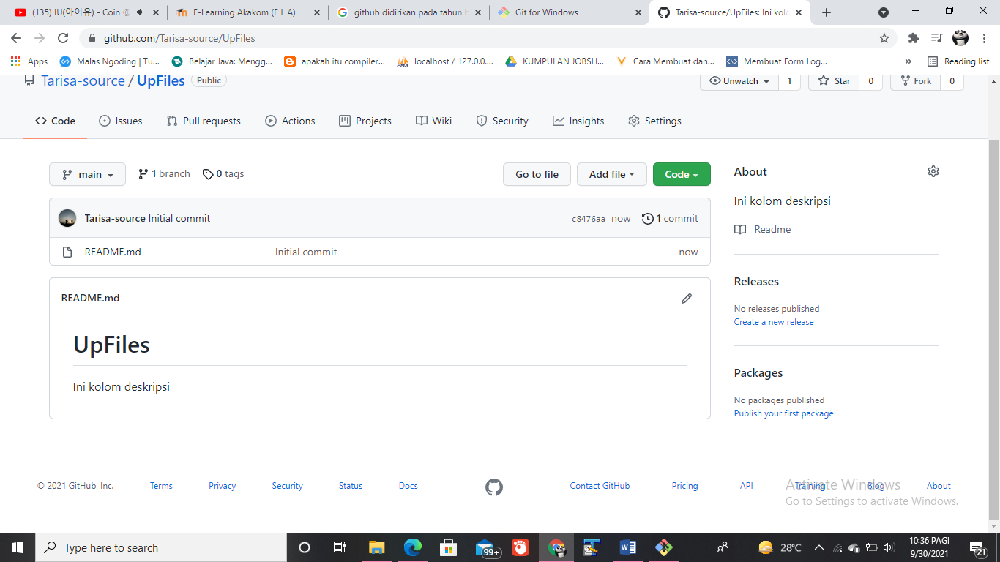 (135) IU(아이유) - Coin @
E-Learning Akakom (E L A)
github didirikan pada tahun b
Git for Windows
Tarisa-source/UpFiles: Ini kolo
github.com/Tarisa-source/UpFiles
Apps
Malas Ngoding | Tu...
Belajar Java: Mengg...
apakah itu compiler...
localhost / 127.0.0....
KUMPULAN JOBSH...
Cara Membuat dan...
Membuat Form Log...
»
Reading list
Tarisa-source / UpFiles Public
Unwatch 1
Star 0
Fork 0
Code
Issues
Pull requests
Actions
Projects
Wiki
Security
Insights
Settings
main
1 branch
0 tags
Go to file
Add file
Code
Tarisa-source Initial commit
c8476aa now
1 commit
README.md
Initial commit
now
README.md
UpFiles
Ini kolom deskripsi
About
Ini kolom deskripsi
Readme
Releases
No releases published
Create a new release
Packages
No packages published
Publish your first package
© 2021 GitHub, Inc.
Terms
Privacy
Security
Status
Docs
Contact GitHub
Pricing
API
Training
Blog
About
Activate Windows
Go to Settings to activate Windows.
Type here to search
99+
28°C
10:36 PAGI
9/30/2021
21